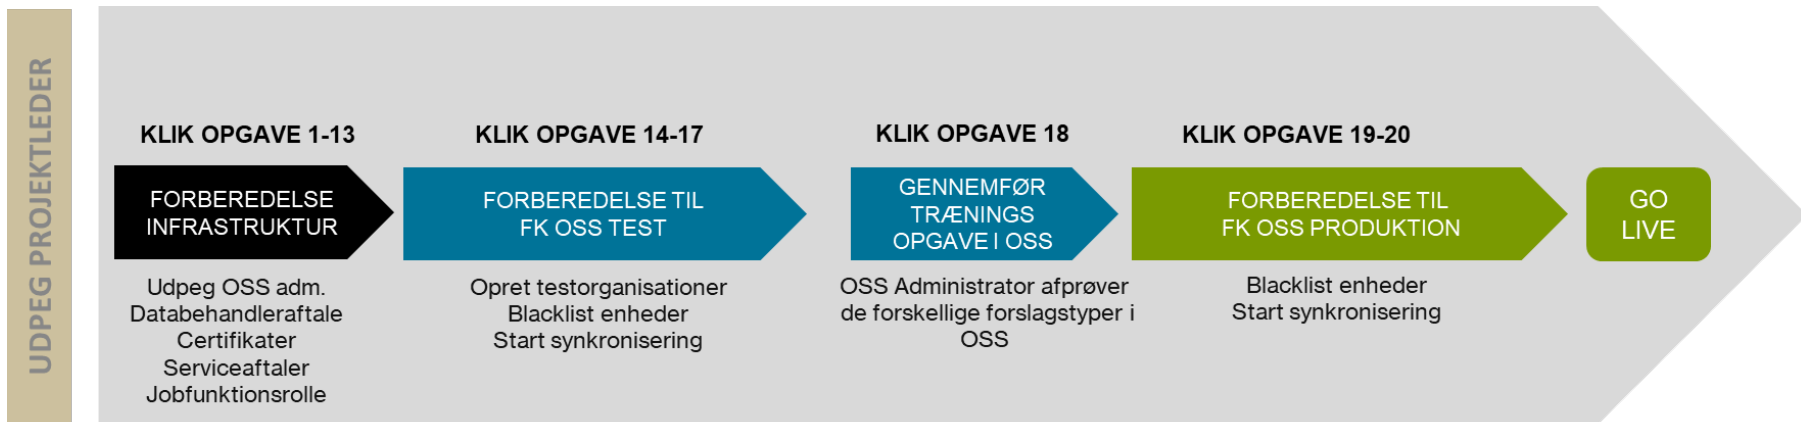 UDPEG PROJEKTLEDER
KLIK OPGAVE 1-13
FORBEREDELSE
INFRASTRUKTUR
Udpeg OSS adm.
Databehandleraftale
Certifikater
Serviceaftaler
Jobfunktionsrolle
KLIK OPGAVE 14-17
FORBEREDELSE TIL
FK OSS TEST
Opret testorganisationer
Blacklist enheder
Start synkronisering
KLIK OPGAVE 18
GENNEMFØR
TRÆNINGS
OPGAVE I OSS
OSS Administrator afprøver
de forskellige forslagstyper i
OSS
KLIK OPGAVE 19-20
FORBEREDELSE TIL
FK OSS PRODUKTION
Blacklist enheder
Start synkronisering
GO
LIVE